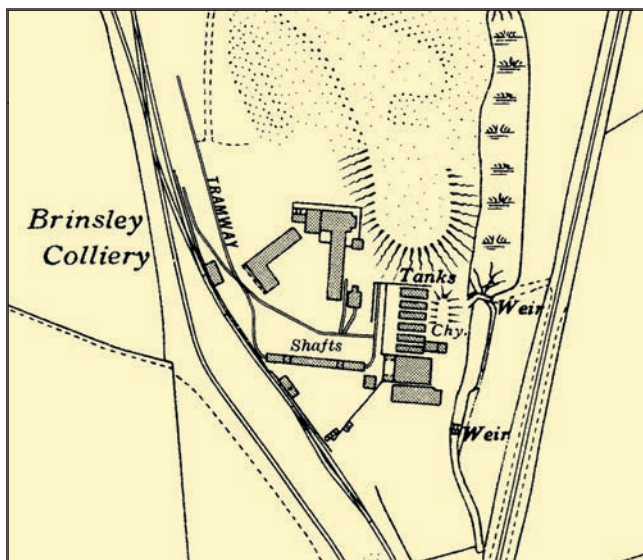 TRAMWAY
Brinsley
Colliery
Tanks
Weir
Chy.
Shafts
Weir